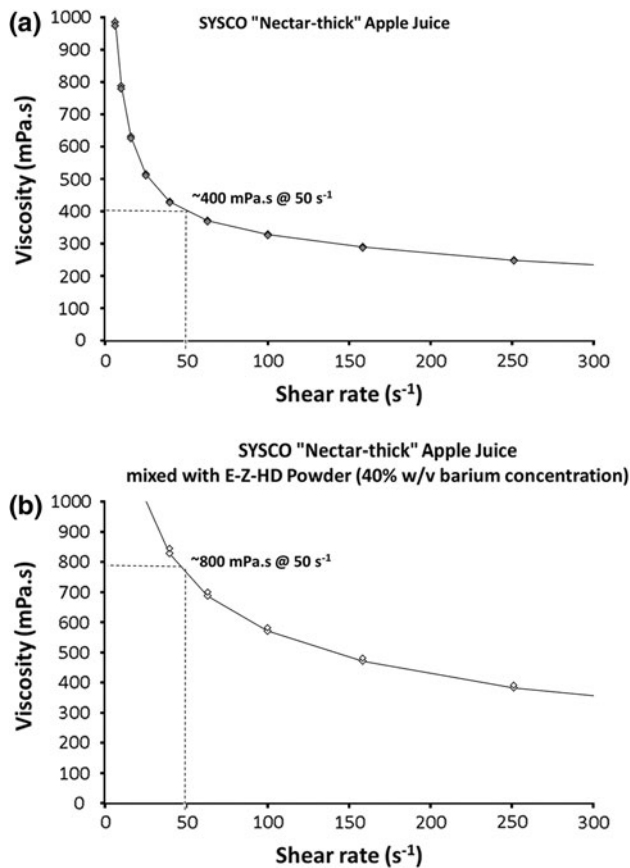 (a)
SYSCO "Nectar-thick" Apple Juice
1000
900
800
700
600
500
400
300
200
100
0
Viscosity (mPa.s)
~400 mPa.s @ 50 s⁻¹
0 50 100 150 200 250 300
Shear rate (s⁻¹)
SYSCO "Nectar-thick" Apple Juice
mixed with E-Z-HD Powder (40% w/v barium concentration)
(b)
1000
900
800
700
600
500
400
300
200
100
0
Viscosity (mPa.s)
~800 mPa.s @ 50 s⁻¹
0 50 100 150 200 250 300
Shear rate (s⁻¹)